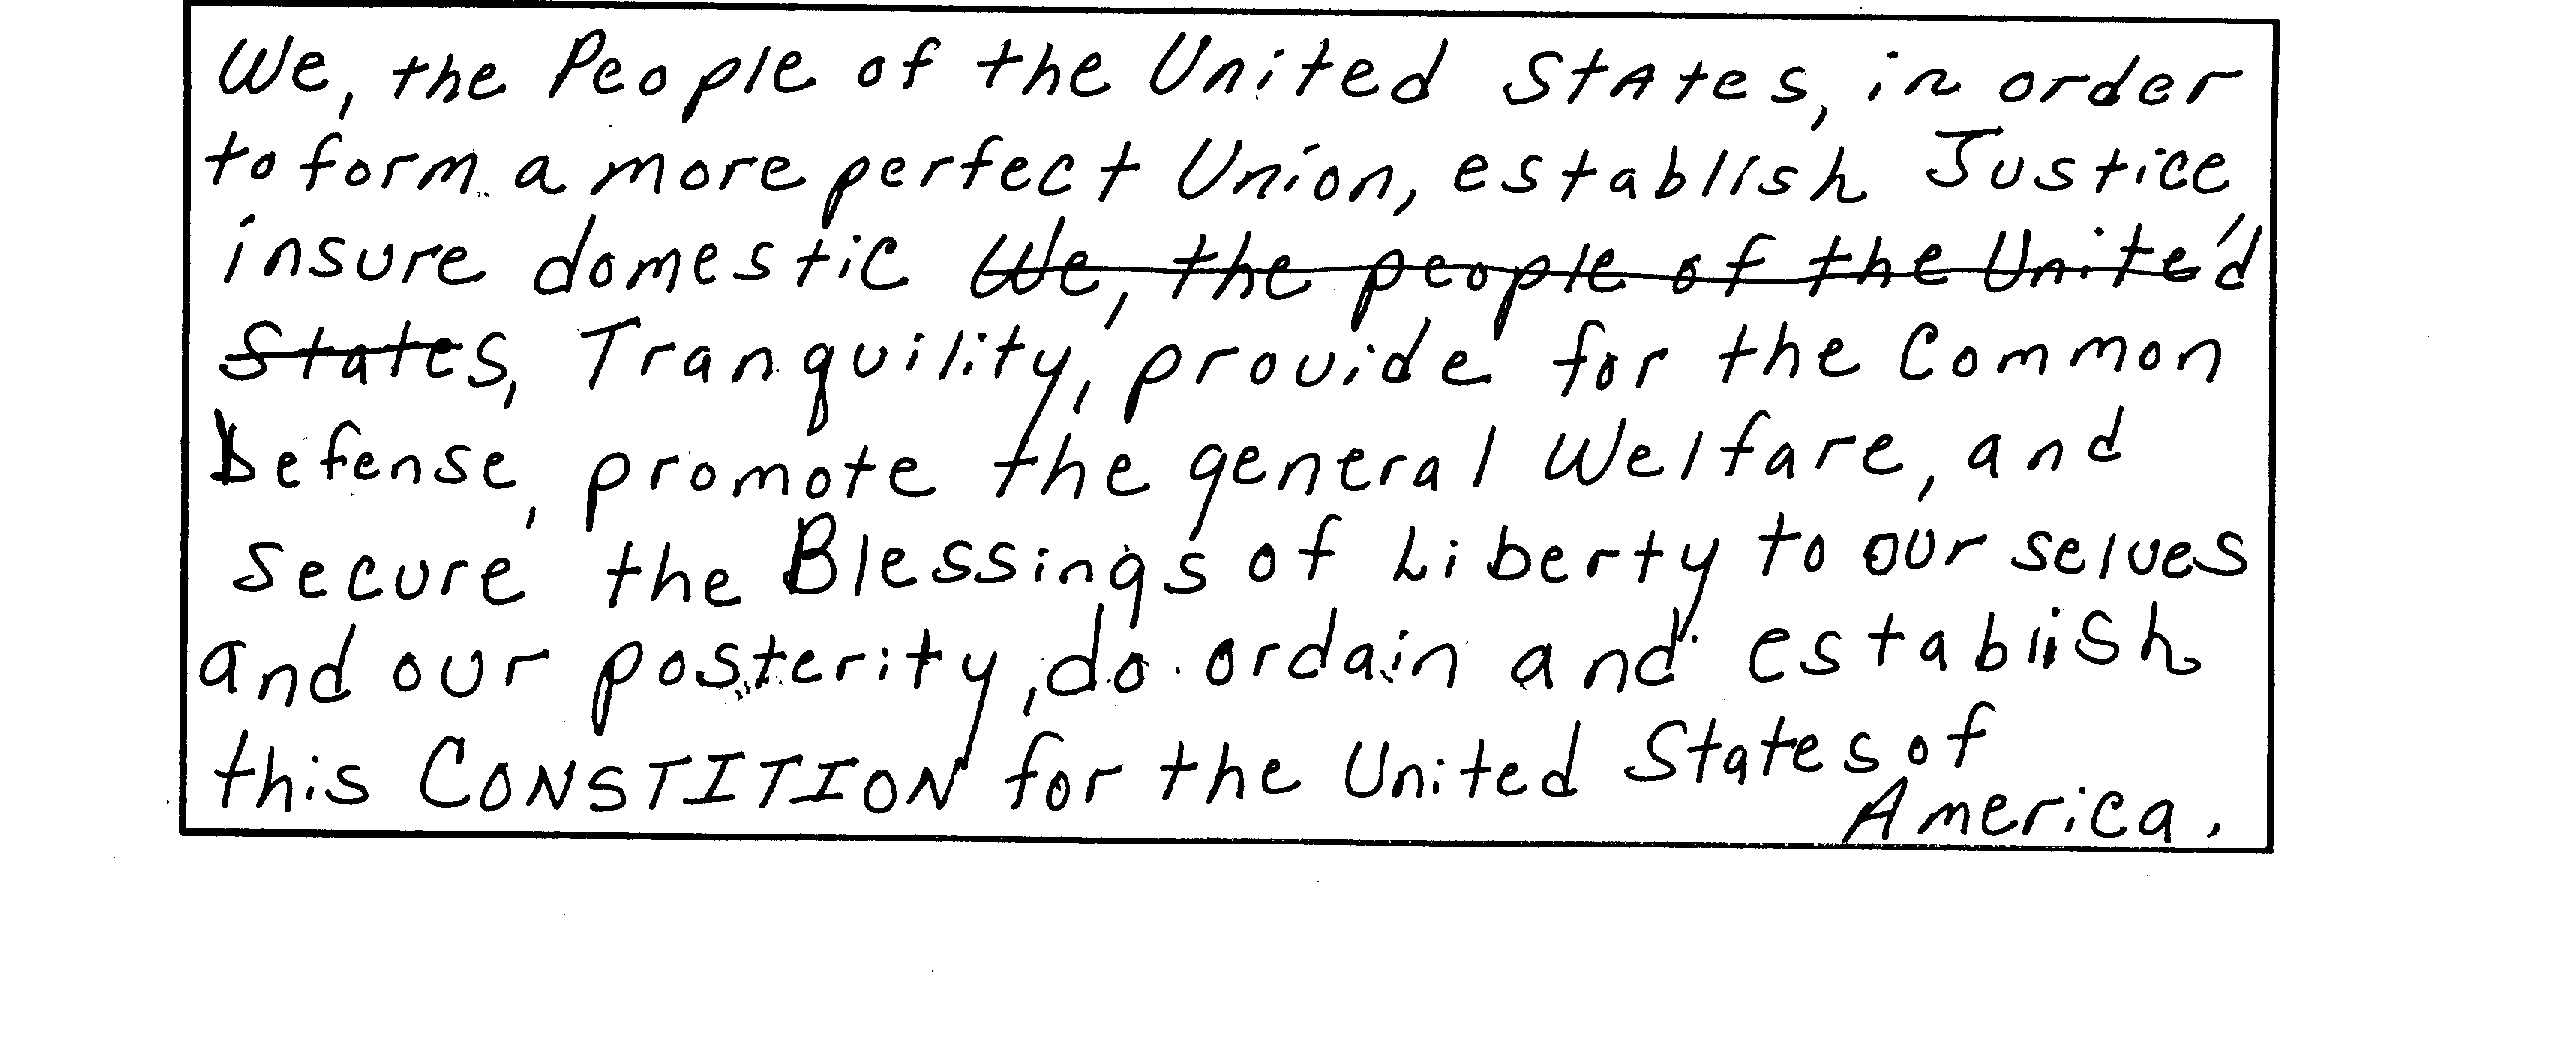 We, the People of the United StAtes, in order
to form a more perfect Union, establish Justice,
insure domestic We, the people of the United
States, Tranquility, provide for the Common
Defense, promote the general Welfare, and
secure the Blessings of Liberty to our selves
and our posterity, do ordain and establish
this CONSTITION for the United States of
America.